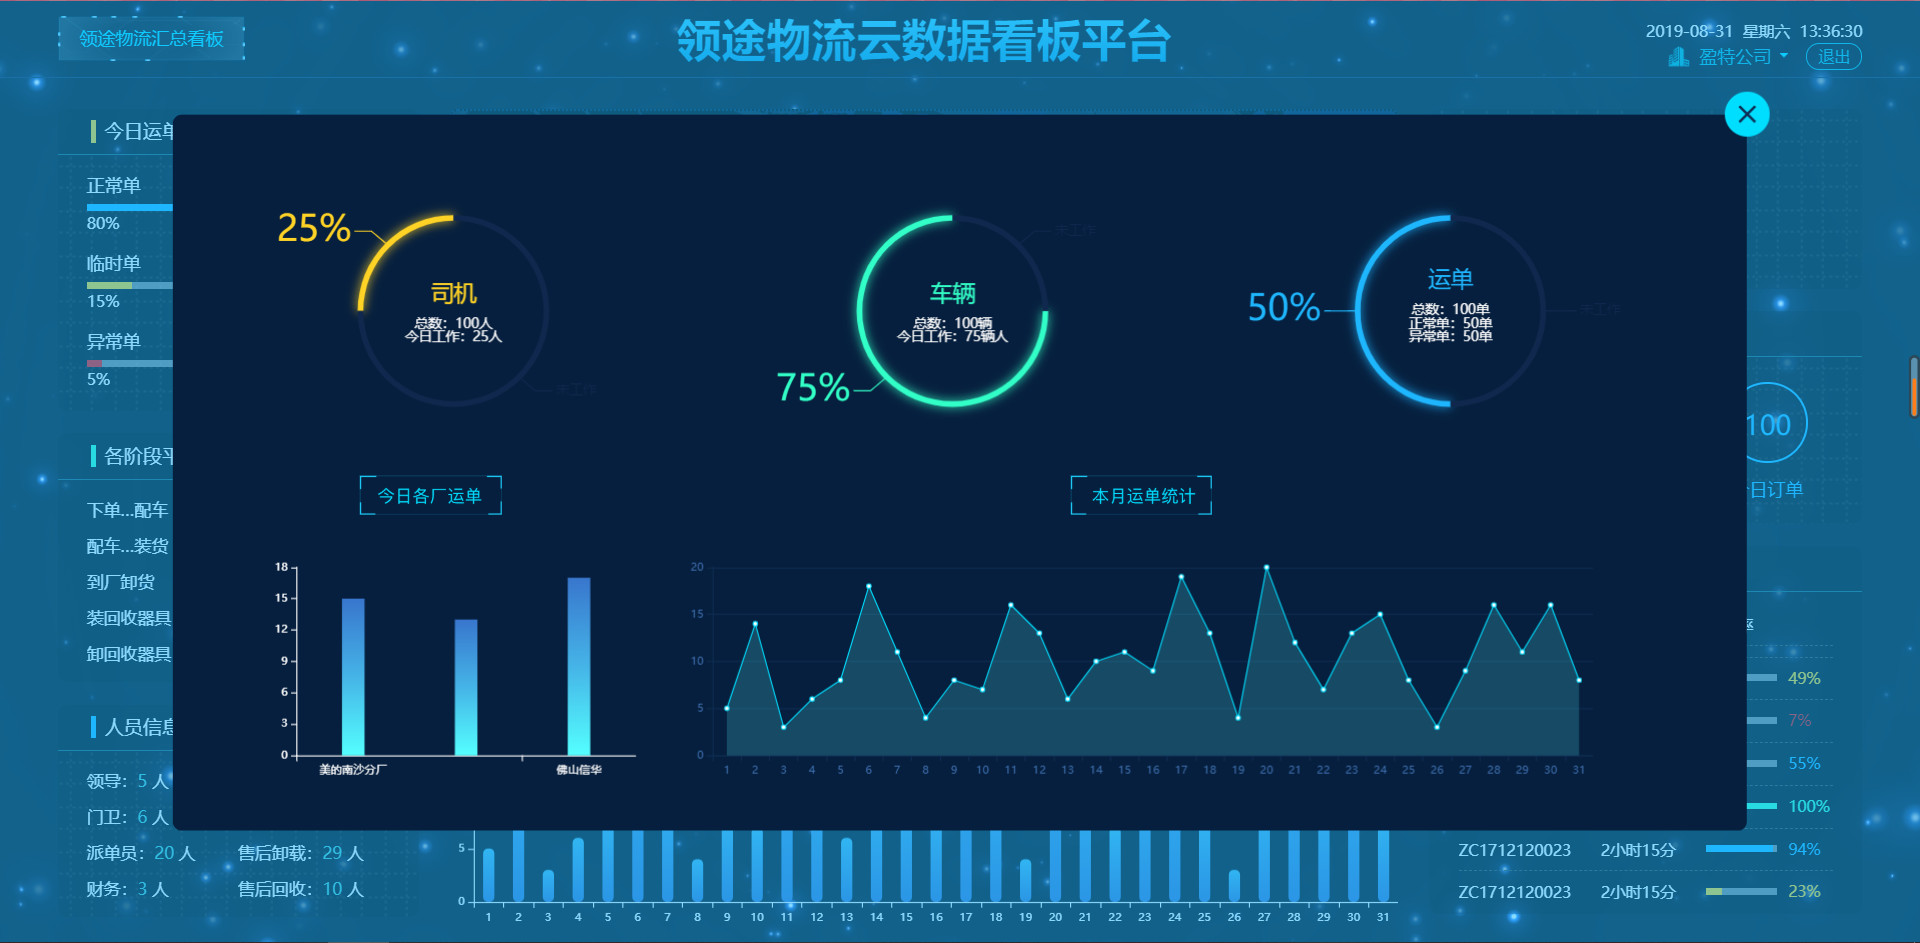 领途物流汇总看板
领途物流云数据看板平台
2019-08-31 星期六 13:36:30
盈特公司
退出
今日运单
正常单
80%
临时单
15%
异常单
5%
各阶段平
下单...配车
配车...装货
到厂卸货
装回收器具
卸回收器具
人员信息
领导：5 人
门卫：6 人
派单员：20 人 售后卸载：29 人
财务：3 人 售后回收：10 人
25%
司机
总数：100人
今日工作：25人
未工作
75%
车辆
总数：100辆
今日工作：75辆人
未工作
50%
运单
总数：100单
正常单：50单
异常单：50单
未工作
今日各厂运单
18
15
12
9
6
3
0
美的南沙分厂 佛山信华
本月运单统计
20
15
10
5
0
1 2 3 4 5 6 7 8 9 10 11 12 13 14 15 16 17 18 19 20 21 22 23 24 25 26 27 28 29 30 31
100
日订单
率
49%
7%
55%
100%
ZC1712120023 2小时15分 94%
ZC1712120023 2小时15分 23%
5
0
1 2 3 4 5 6 7 8 9 10 11 12 13 14 15 16 17 18 19 20 21 22 23 24 25 26 27 28 29 30 31